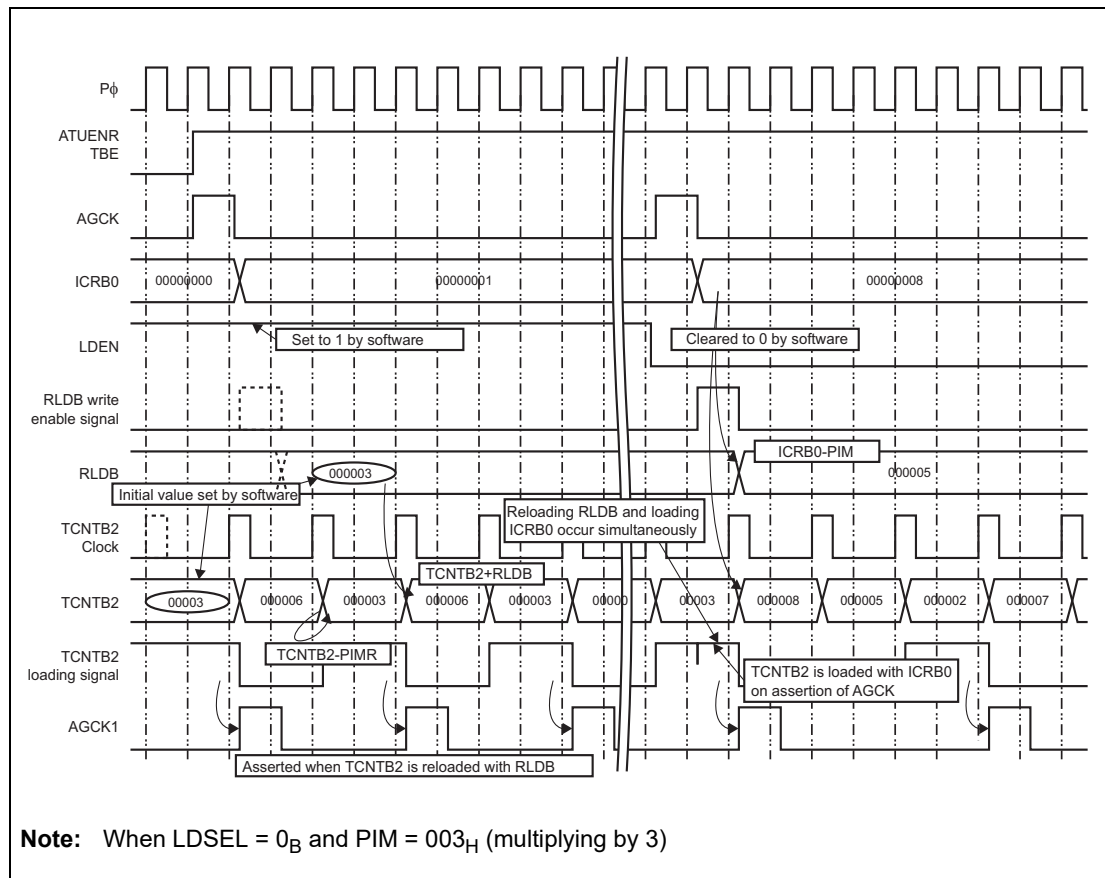 Pϕ
ATUENR
TBE
AGCK
ICRB0
00000000
00000001
00000008
LDEN
Set to 1 by software
Cleared to 0 by software
RLDB write
enable signal
RLDB
000003
ICRB0-PIM
000005
Initial value set by software
Reloading RLDB and loading
ICRB0 occur simultaneously
TCNTB2
Clock
TCNTB2+RLDB
TCNTB2
00003
000006
000003
000006
000003
00000
00003
000008
000005
000002
000007
TCNTB2-PIMR
TCNTB2
loading signal
TCNTB2 is loaded with ICRB0
on assertion of AGCK
AGCK1
Asserted when TCNTB2 is reloaded with RLDB
Note: When LDSEL = 0B and PIM = 003H (multiplying by 3)